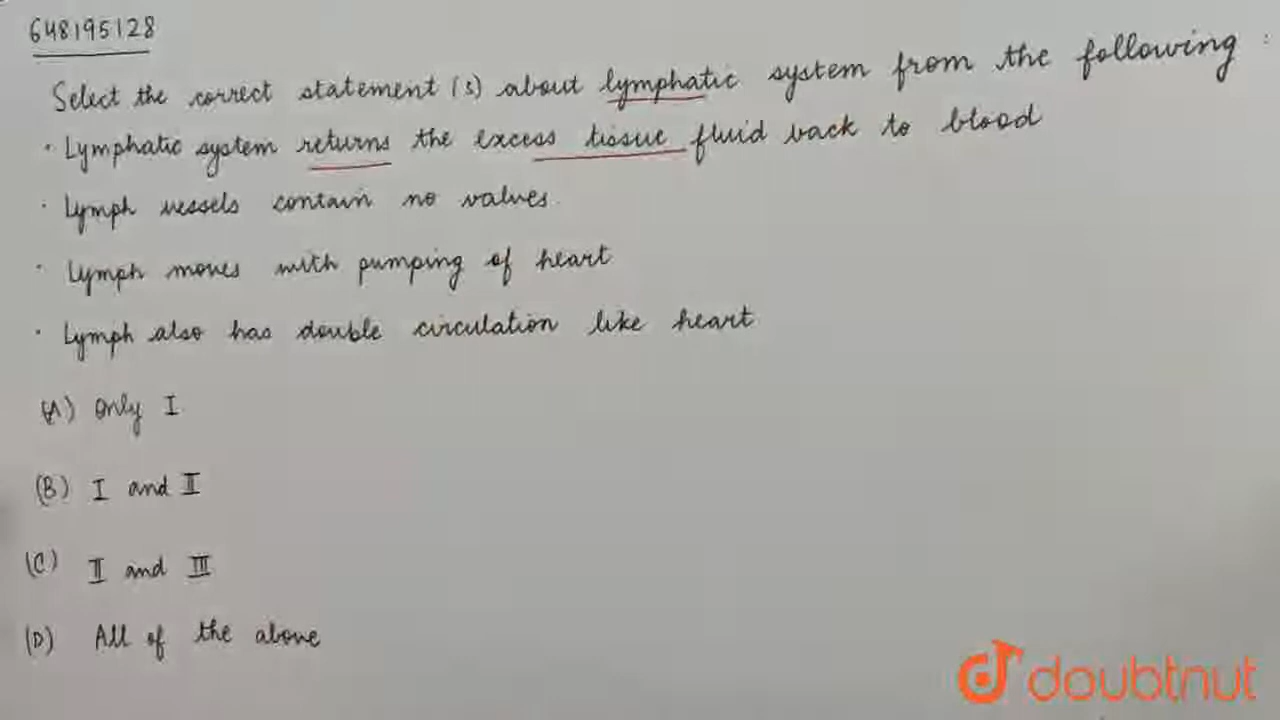 648195128
Select the correct statement (s) about lymphatic system from the following :
· Lymphatic system returns the excess tissue fluid back to blood
· Lymph vessels contain no values.
· Lymph moves with pumping of heart
· Lymph also has double circulation like heart
(A) Only I
(B) I and II
(C) II and III
(D) All of the above
doubtnut